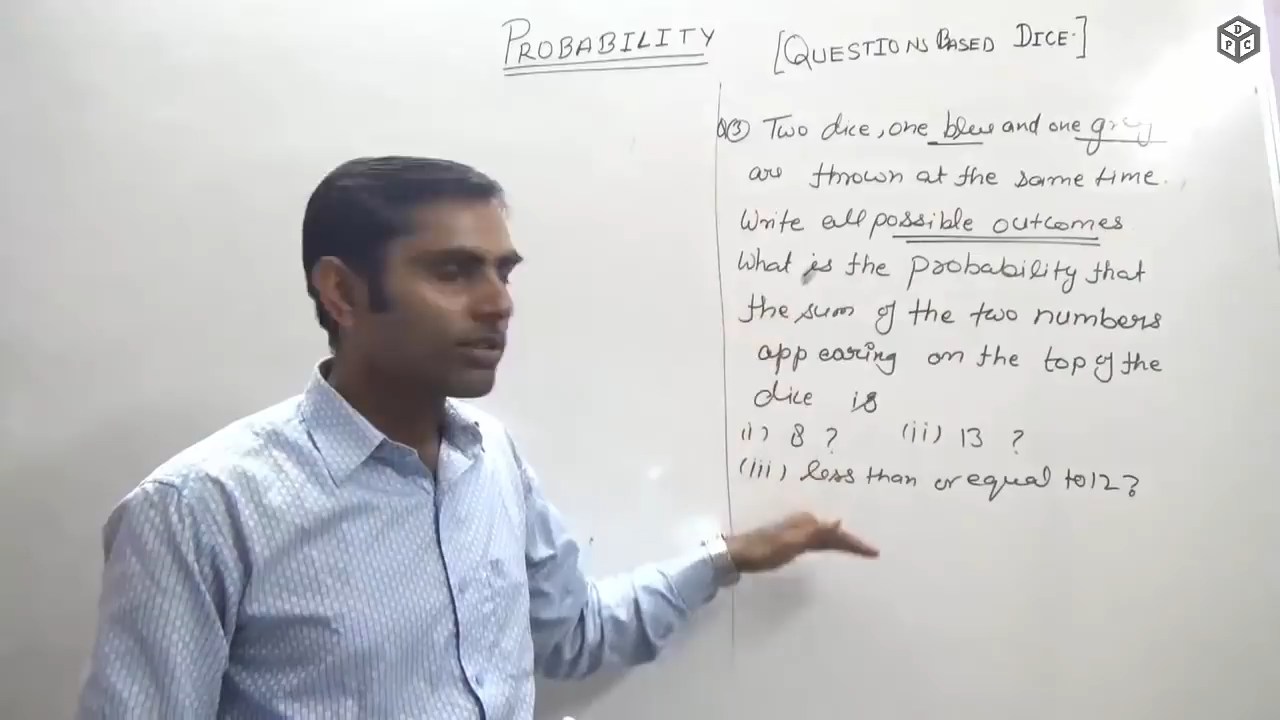 PROBABILITY [QUESTIONS BASED DICE.]
Q③ Two dice, one blue and one grey
are thrown at the same time.
Write all possible outcomes
What is the probability that
the sum of the two numbers
appearing on the top of the
dice is
(i) 8 ? (ii) 13 ?
(iii) less than or equal to 12?
D
P C